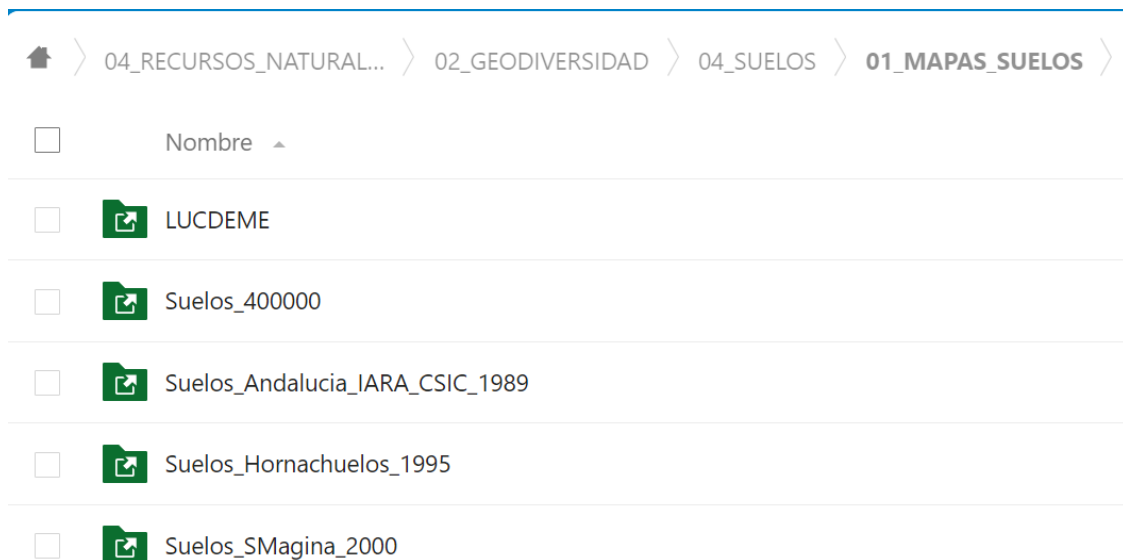 04_RECURSOS_NATURAL... 02_GEODIVERSIDAD 04_SUELOS 01_MAPAS_SUELOS
Nombre
LUCDEME
Suelos_400000
Suelos_Andalucia_IARA_CSIC_1989
Suelos_Hornachuelos_1995
Suelos_SMagina_2000